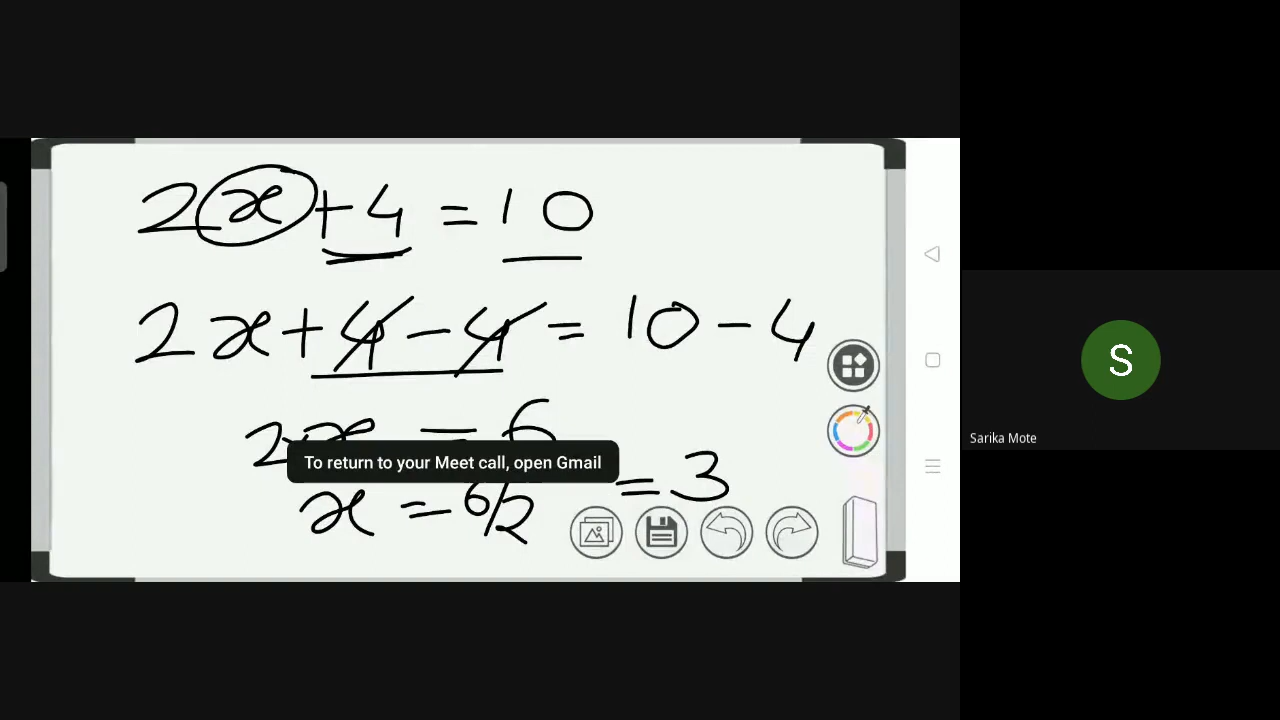 2x + 4 = 10
2x + 4 - 4 = 10 - 4
2x = 6
To return to your Meet call, open Gmail
x = 6/2 = 3
S
Sarika Mote